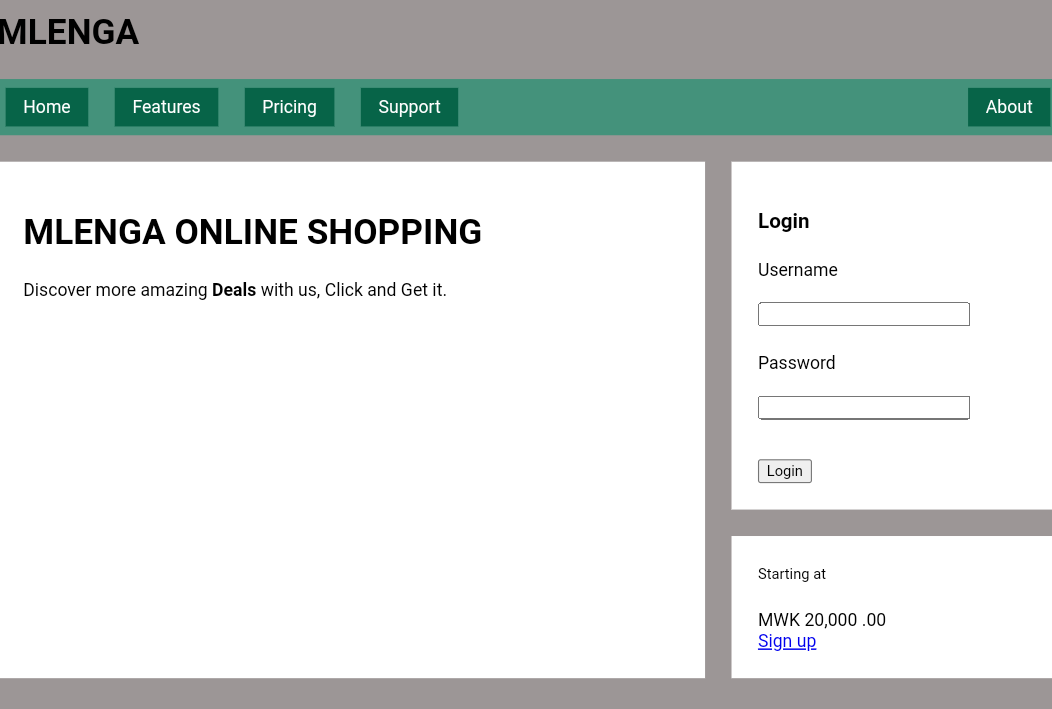 MLENGA
Home Features Pricing Support About
MLENGA ONLINE SHOPPING
Discover more amazing Deals with us, Click and Get it.
Login
Username
Password
Login
Starting at
MWK 20,000 .00
Sign up